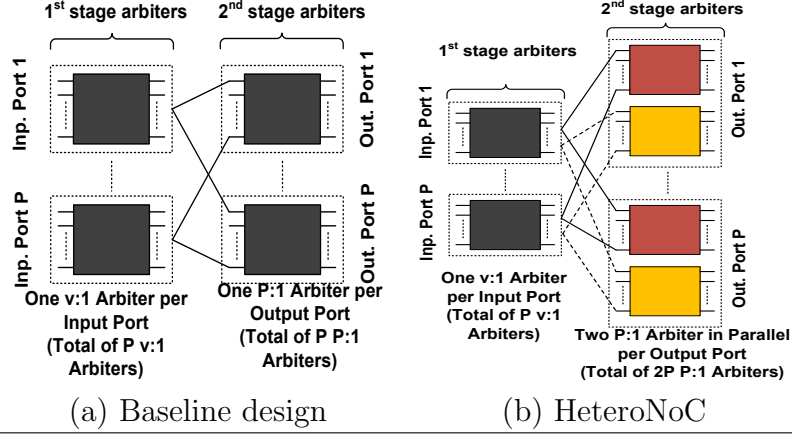 1st stage arbiters
2nd stage arbiters
Inp. Port 1
Out. Port 1
Inp. Port P
Out. Port P
One v:1 Arbiter per
Input Port
(Total of P v:1
Arbiters)
One P:1 Arbiter per
Output Port
(Total of P P:1
Arbiters)
(a) Baseline design
2nd stage arbiters
1st stage arbiters
Inp. Port 1
Out. Port 1
Inp. Port P
Out. Port P
One v:1 Arbiter
per Input Port
(Total of P v:1
Arbiters)
Two P:1 Arbiter in Parallel
per Output Port
(Total of 2P P:1 Arbiters)
(b) HeteroNoC